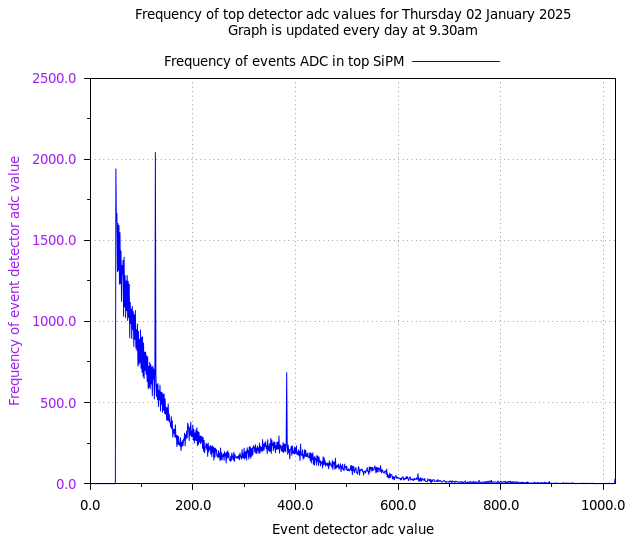 Frequency of top detector adc values for Thursday 02 January 2025
Graph is updated every day at 9.30am
Frequency of events ADC in top SiPM
2500.0
2000.0
1500.0
1000.0
500.0
0.0
Frequency of event detector adc value
0.0 200.0 400.0 600.0 800.0 1000.0
Event detector adc value